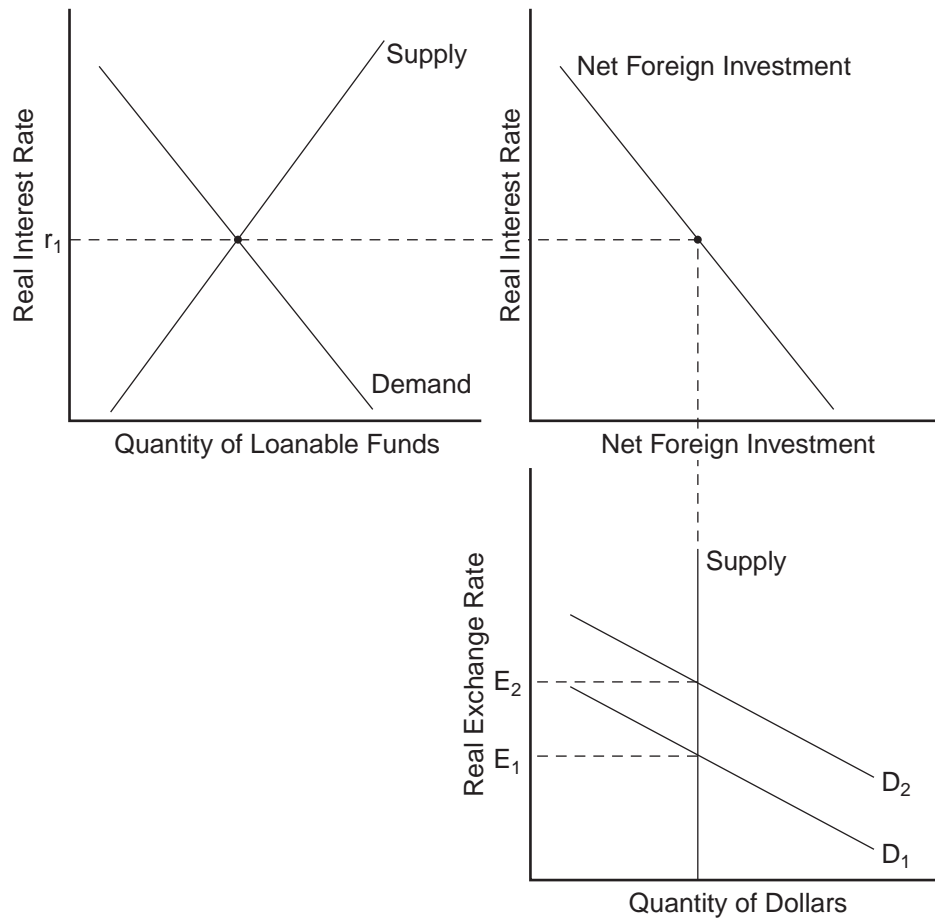 Real Interest Rate
Supply
r1
Demand
Quantity of Loanable Funds
Real Interest Rate
Net Foreign Investment
Net Foreign Investment
Real Exchange Rate
Supply
E2
E1
D2
D1
Quantity of Dollars